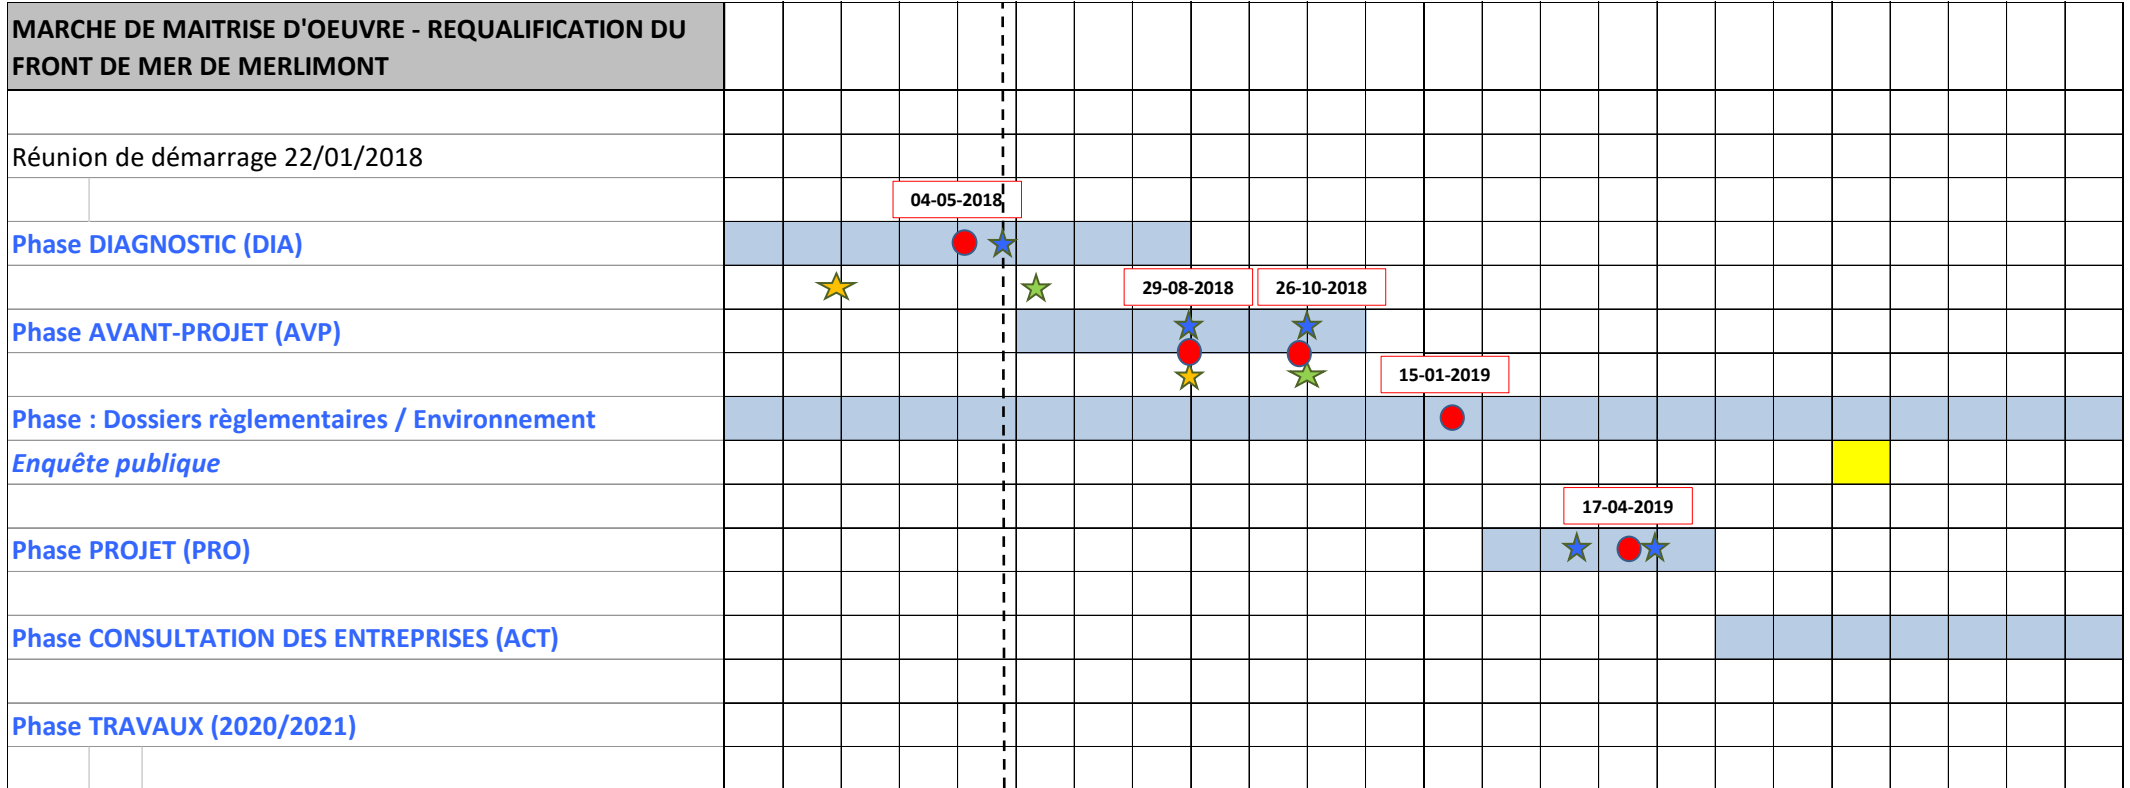 MARCHE DE MAITRISE D'OEUVRE - REQUALIFICATION DU
FRONT DE MER DE MERLIMONT
Réunion de démarrage 22/01/2018
04-05-2018
Phase DIAGNOSTIC (DIA)
29-08-2018
26-10-2018
Phase AVANT-PROJET (AVP)
15-01-2019
Phase : Dossiers règlementaires / Environnement
Enquête publique
17-04-2019
Phase PROJET (PRO)
Phase CONSULTATION DES ENTREPRISES (ACT)
Phase TRAVAUX (2020/2021)